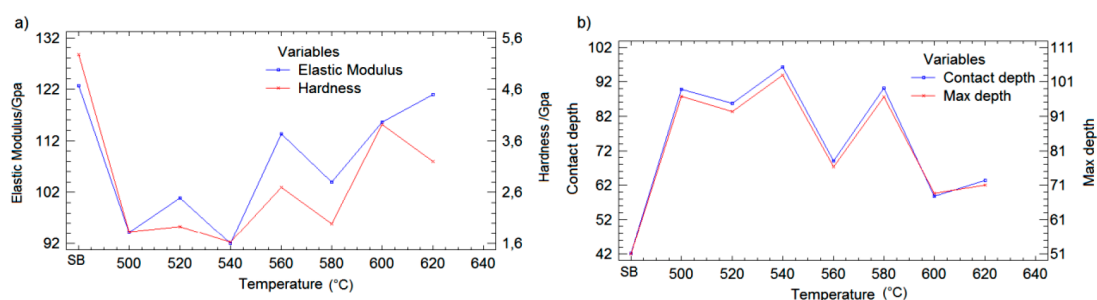 a)
Variables
Elastic Modulus
Hardness
Elastic Modulus/Gpa
132
122
112
102
92
Hardness /Gpa
5,6
4,6
3,6
2,6
1,6
SB 500 520 540 560 580 600 620 640
Temperature (°C)
b)
Variables
Contact depth
Max depth
Contact depth
102
92
82
72
62
52
42
Max depth
111
101
91
81
71
61
51
SB 500 520 540 560 580 600 620 640
Temperature (°C)